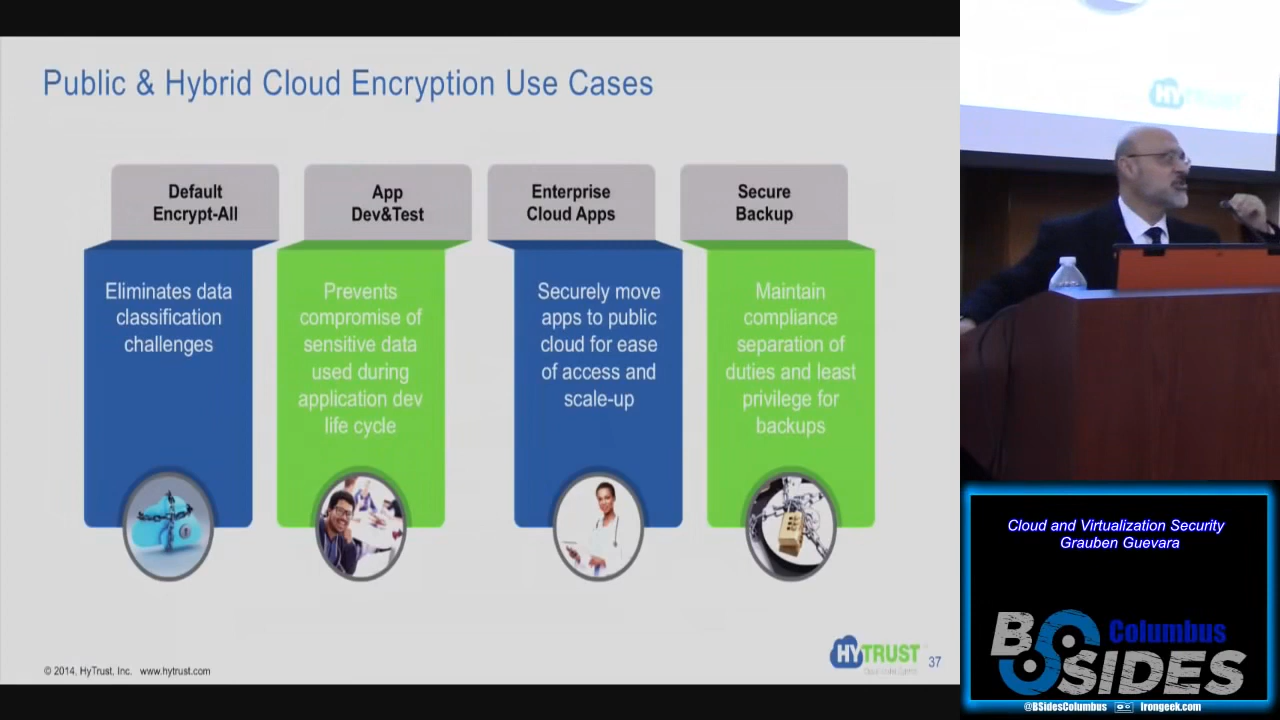 Public & Hybrid Cloud Encryption Use Cases
Default
Encrypt-All
Eliminates data
classification
challenges
App
Dev&Test
Prevents
compromise of
sensitive data
used during
application dev
life cycle
Enterprise
Cloud Apps
Securely move
apps to public
cloud for ease
of access and
scale-up
Secure
Backup
Maintain
compliance
separation of
duties and least
privilege for
backups
© 2014, HyTrust, Inc. www.hytrust.com
HYTRUST
37
HYTRUST
Cloud and Virtualization Security
Grauben Guevara
BSIDES
Columbus
@BSidesColumbus Irongeek.com